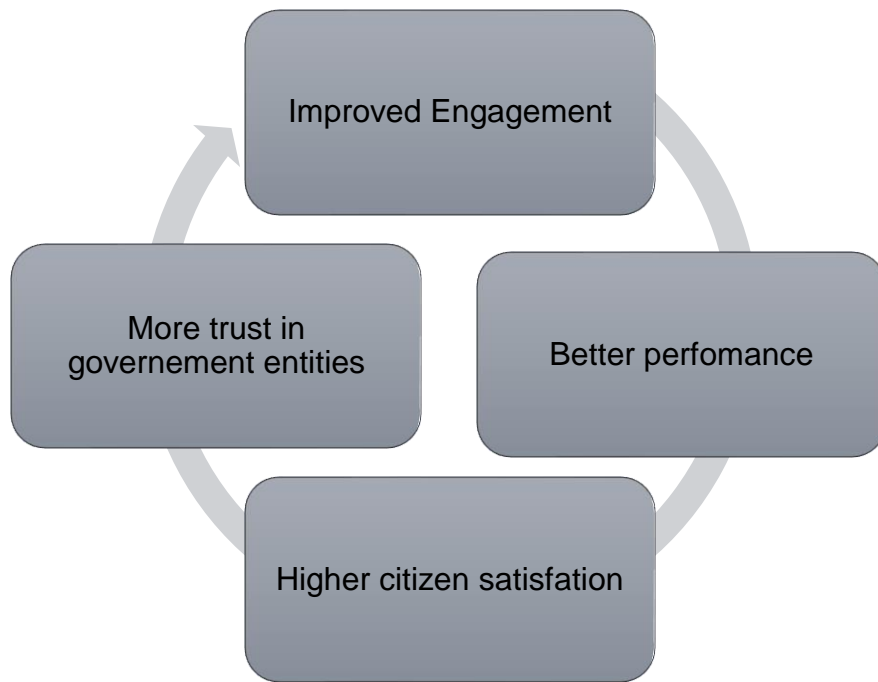 Improved Engagement
Better perfomance
Higher citizen satisfation
More trust in
governement entities